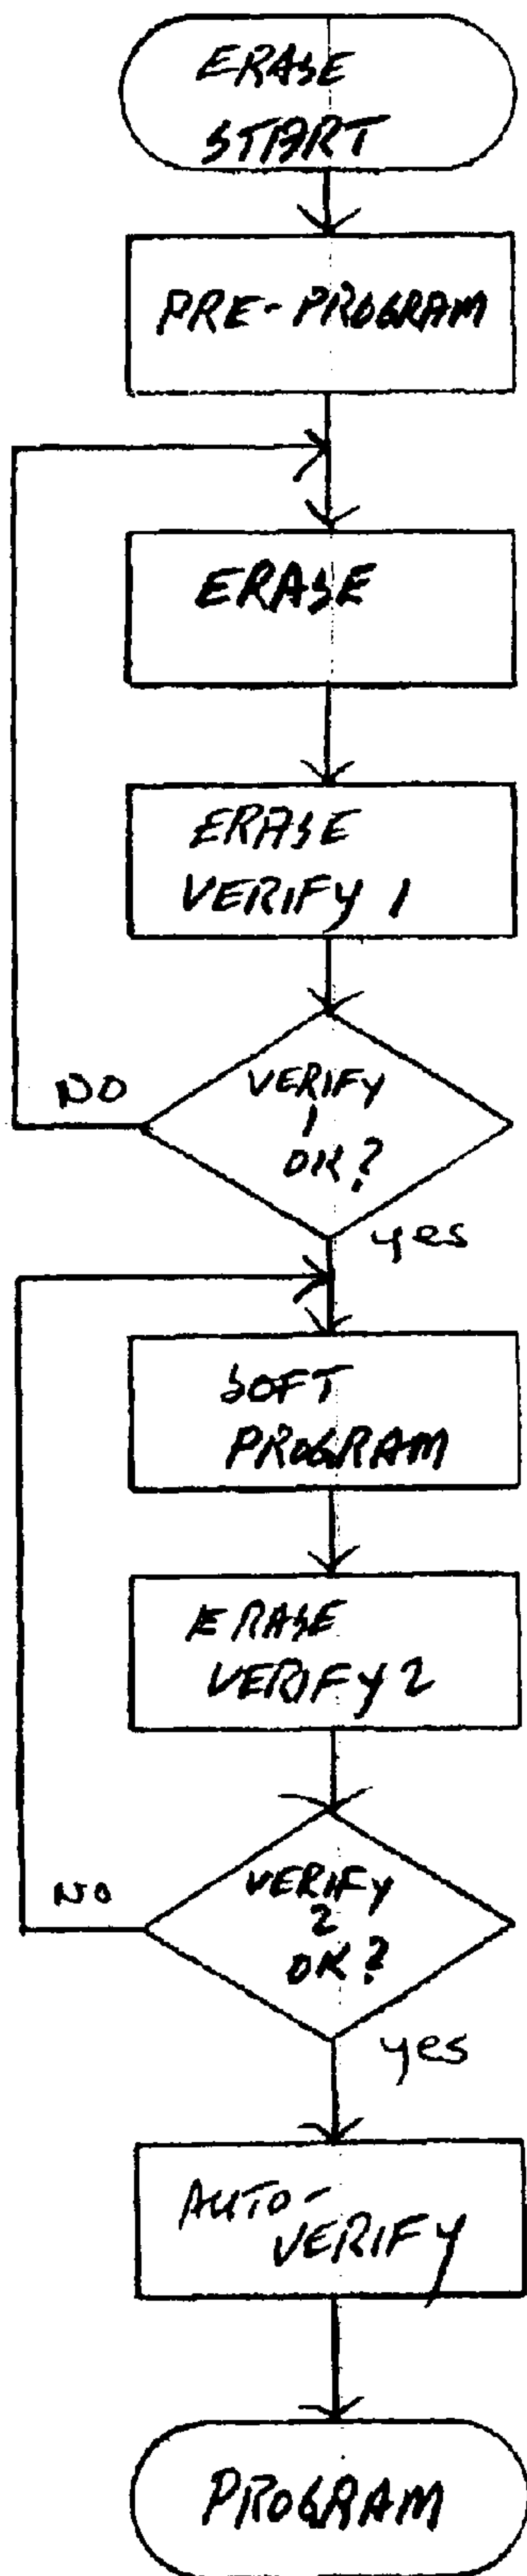 ERASE
START
PRE-PROGRAM
ERASE
ERASE
VERIFY 1
VERIFY
1
OK?
NO
yes
SOFT
PROGRAM
ERASE
VERIFY 2
VERIFY
2
OK?
NO
yes
AUTO-
VERIFY
PROGRAM